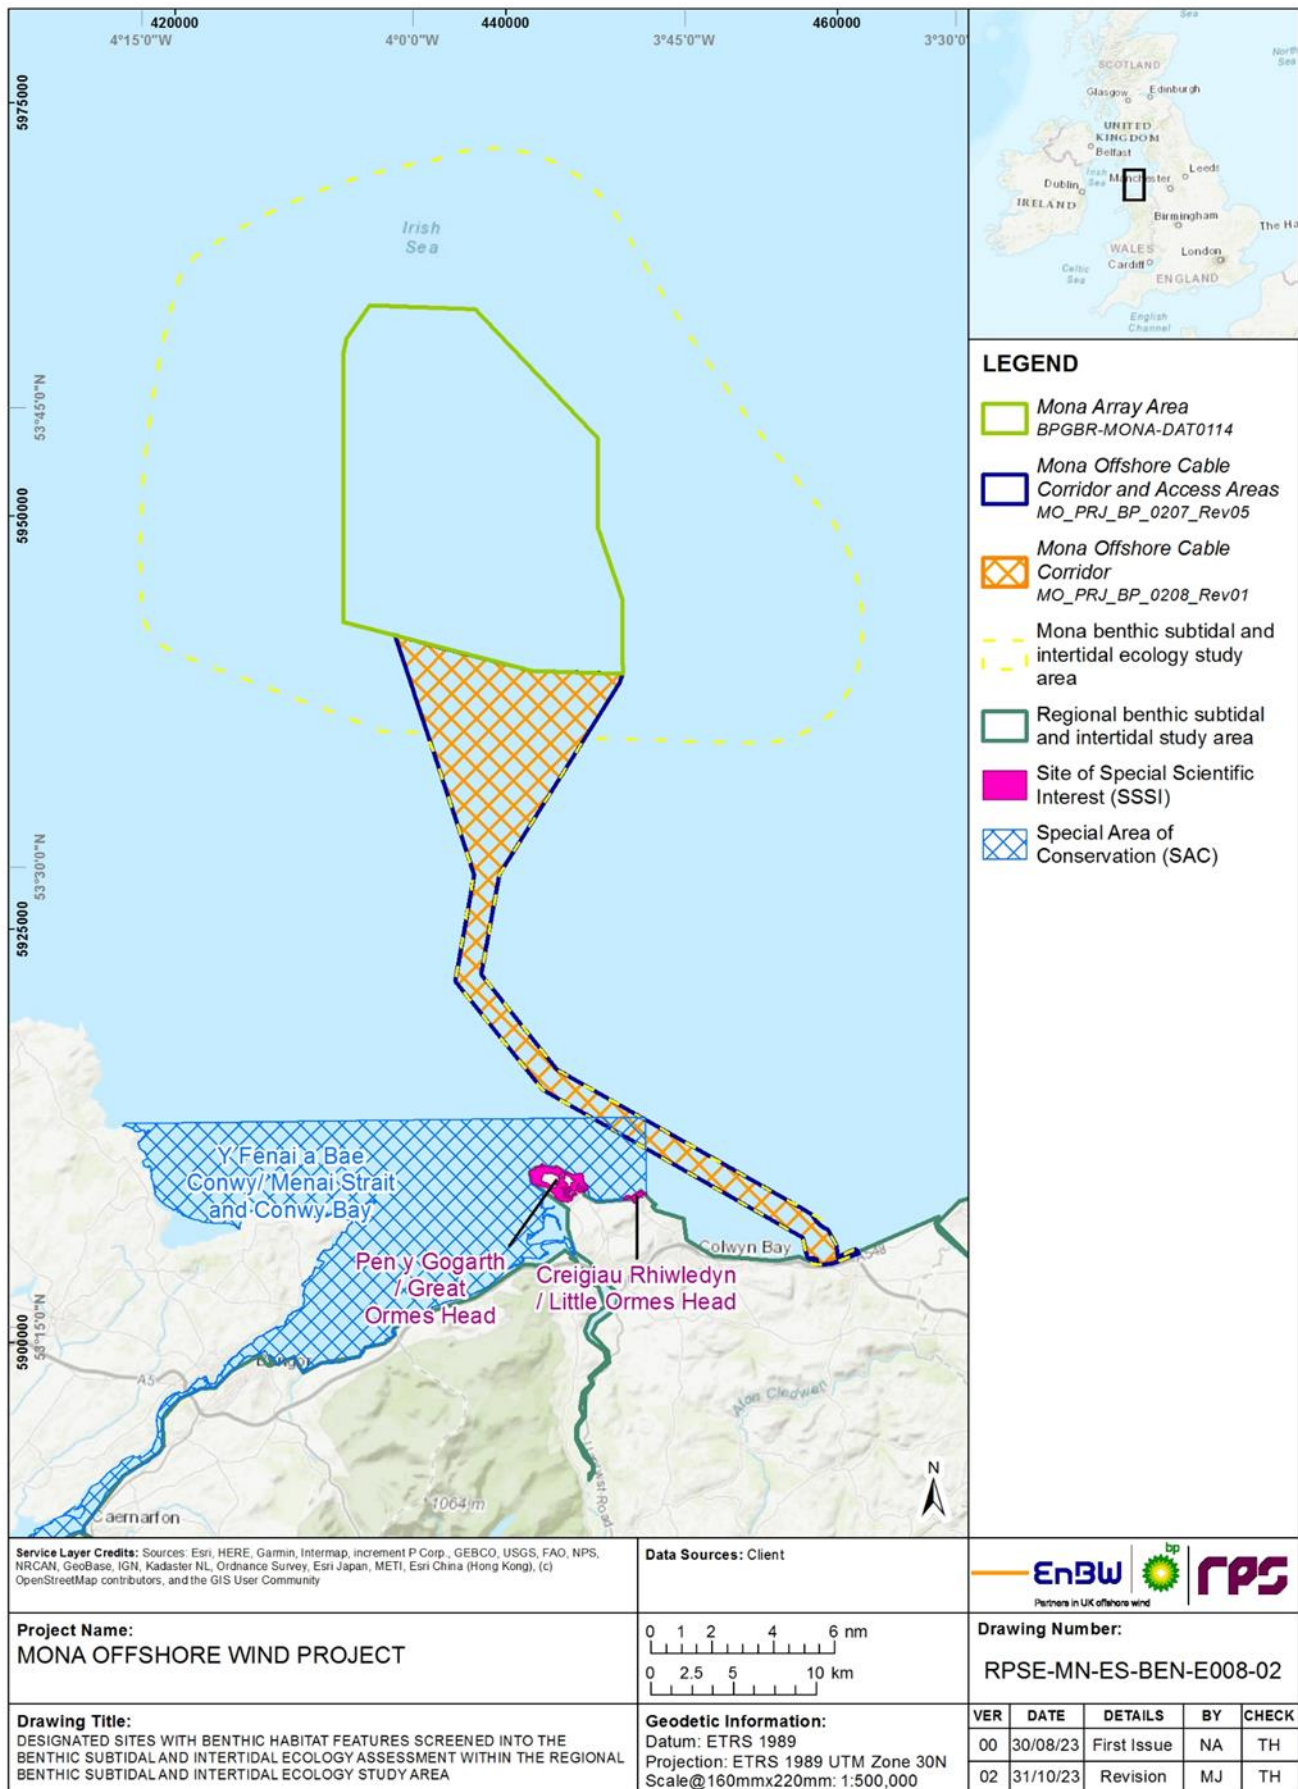 420000
440000
460000
4°15'0"W
4°0'0"W
3°45'0"W
3°30'0
5975000
53°45'0"N
5950000
53°30'0"N
5925000
53°15'0"N
5900000
Irish
Sea
Y Fenai a Bae
Conwy/ Menai Strait
and Conwy Bay
Pen y Gogarth
/ Great
Ormes Head
Creigiau Rhiwledyn
/ Little Ormes Head
Colwyn Bay
A548
Bangor
A5
Afon Cledwen
Llanrwst Road
1064 m
Caernarfon
N
Sea
North
Sea
SCOTLAND
Glasgow
Edinburgh
UNITED
KINGDOM
Belfast
Irish
Sea
Manchester
Leeds
Dublin
IRELAND
Birmingham
The Ha
WALES
London
Cardiff
Celtic
Sea
ENGLAND
English
Channel
LEGEND
Mona Array Area
BPGBR-MONA-DAT0114
Mona Offshore Cable
Corridor and Access Areas
MO_PRJ_BP_0207_Rev05
Mona Offshore Cable
Corridor
MO_PRJ_BP_0208_Rev01
Mona benthic subtidal and
intertidal ecology study
area
Regional benthic subtidal
and intertidal study area
Site of Special Scientific
Interest (SSSI)
Special Area of
Conservation (SAC)
Service Layer Credits: Sources: Esri, HERE, Garmin, Intermap, increment P Corp., GEBCO, USGS, FAO, NPS,
NRCAN, GeoBase, IGN, Kadaster NL, Ordnance Survey, Esri Japan, METI, Esri China (Hong Kong), (c)
OpenStreetMap contributors, and the GIS User Community
Data Sources: Client
EnBW
bp
rps
Partners in UK offshore wind
Project Name:
MONA OFFSHORE WIND PROJECT
0 1 2 4 6 nm
0 2.5 5 10 km
Drawing Number:
RPSE-MN-ES-BEN-E008-02
Drawing Title:
DESIGNATED SITES WITH BENTHIC HABITAT FEATURES SCREENED INTO THE
BENTHIC SUBTIDAL AND INTERTIDAL ECOLOGY ASSESSMENT WITHIN THE REGIONAL
BENTHIC SUBTIDAL AND INTERTIDAL ECOLOGY STUDY AREA
Geodetic Information:
Datum: ETRS 1989
Projection: ETRS 1989 UTM Zone 30N
Scale@160mmx220mm: 1:500,000
VER DATE DETAILS BY CHECK
00 30/08/23 First Issue NA TH
02 31/10/23 Revision MJ TH